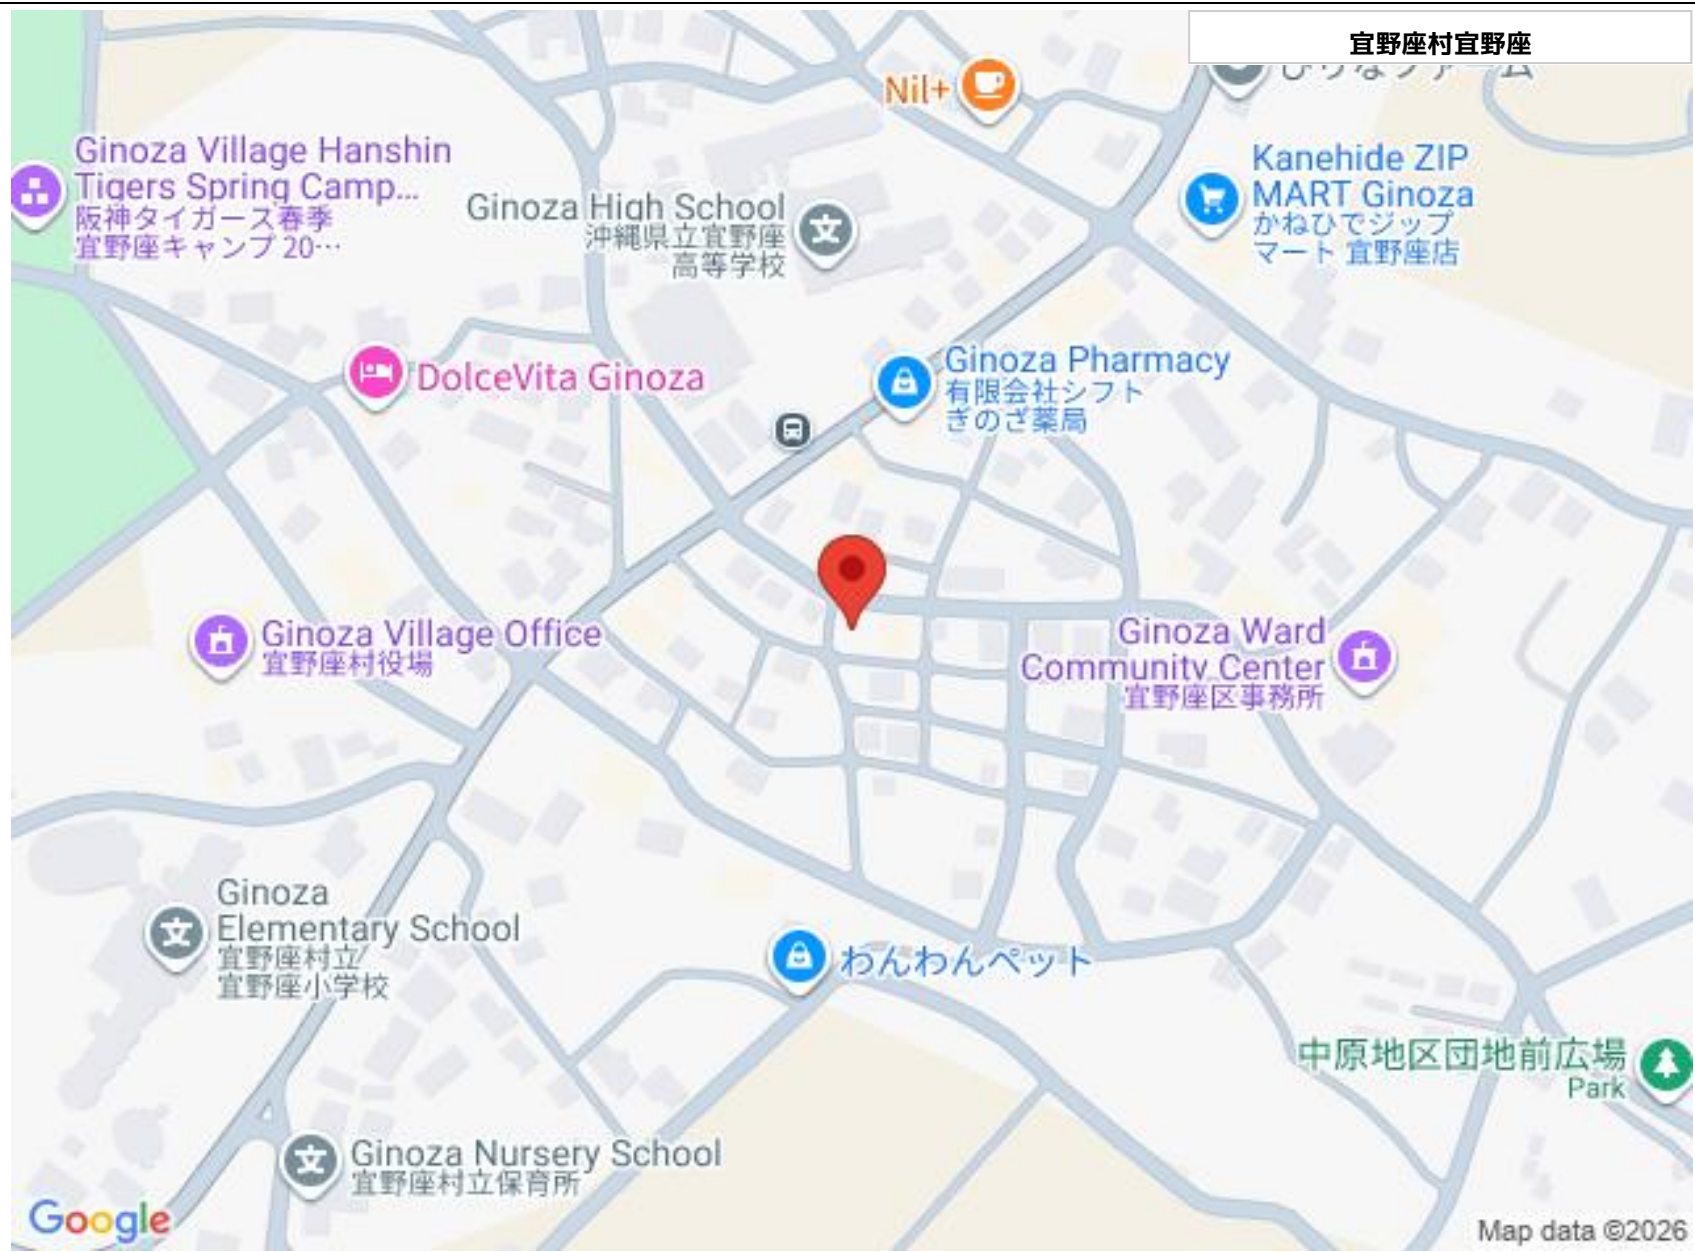 宜野座村宜野座
Nil+
Ginoza Village Hanshin
Tigers Spring Camp...
阪神タイガース春季
宜野座キャンプ 20…
Kanehide ZIP
MART Ginoza
かねひでジップ
マート 宜野座店
Ginoza High School
沖縄県立宜野座
高等学校
DolceVita Ginoza
Ginoza Pharmacy
有限会社シフト
ぎのざ薬局
Ginoza Village Office
宜野座村役場
Ginoza Ward
Community Center
宜野座区事務所
Ginoza
Elementary School
宜野座村立
宜野座小学校
わんわんペット
中原地区団地前広場
Park
Ginoza Nursery School
宜野座村立保育所
Google
Map data ©2026